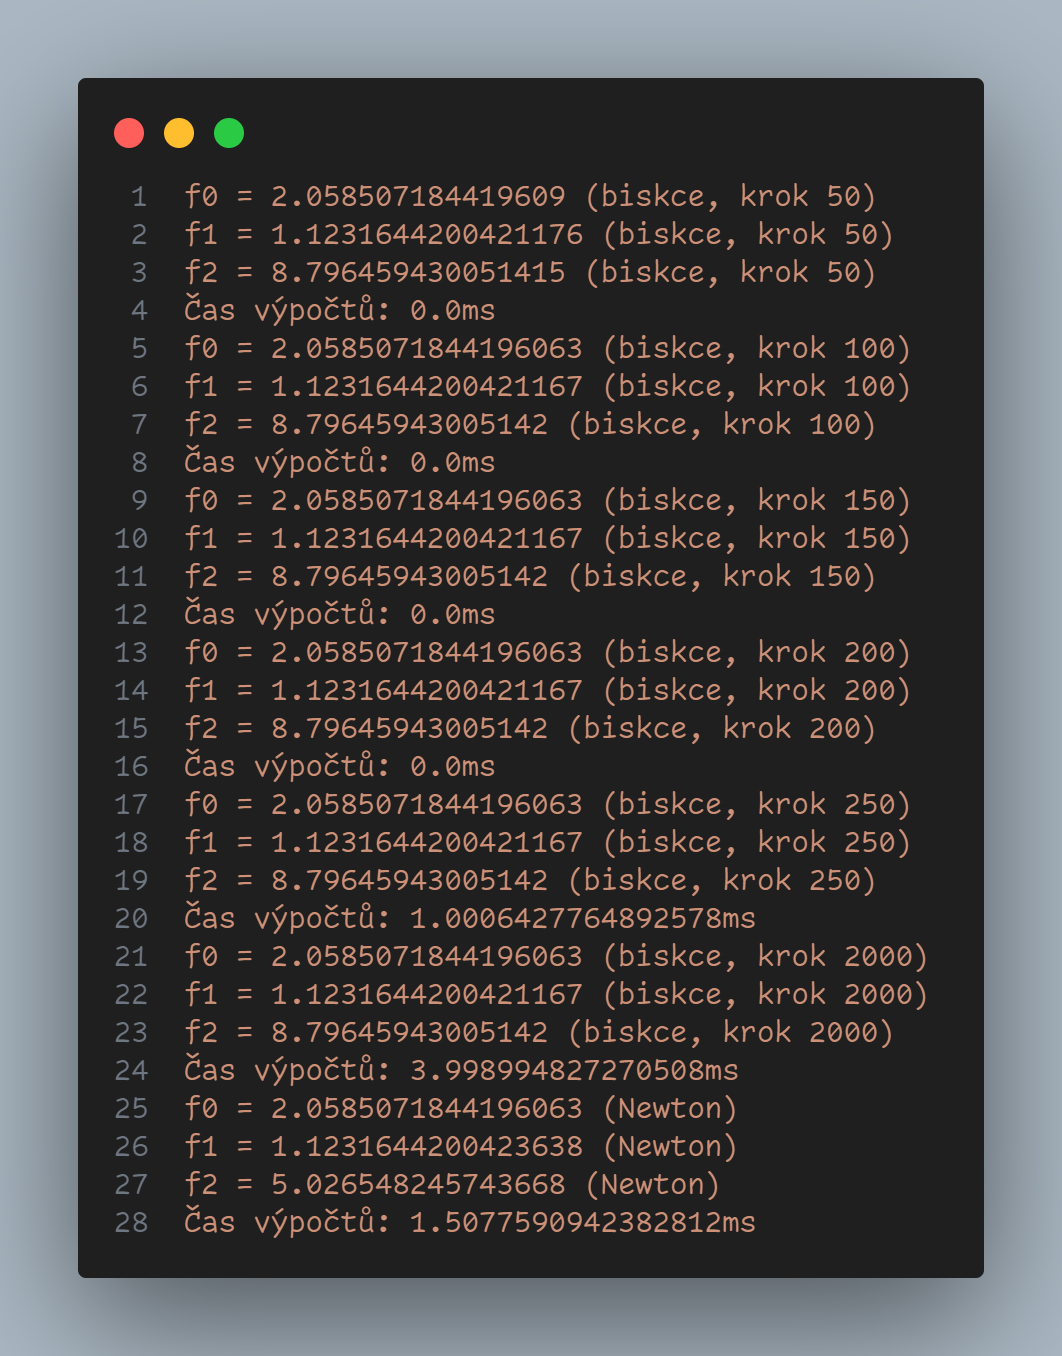 1 f0 = 2.058507184419609 (biskce, krok 50)
2 f1 = 1.1231644200421176 (biskce, krok 50)
3 f2 = 8.796459430051415 (biskce, krok 50)
4 Čas výpočtů: 0.0ms
5 f0 = 2.0585071844196063 (biskce, krok 100)
6 f1 = 1.1231644200421167 (biskce, krok 100)
7 f2 = 8.79645943005142 (biskce, krok 100)
8 Čas výpočtů: 0.0ms
9 f0 = 2.0585071844196063 (biskce, krok 150)
10 f1 = 1.1231644200421167 (biskce, krok 150)
11 f2 = 8.79645943005142 (biskce, krok 150)
12 Čas výpočtů: 0.0ms
13 f0 = 2.0585071844196063 (biskce, krok 200)
14 f1 = 1.1231644200421167 (biskce, krok 200)
15 f2 = 8.79645943005142 (biskce, krok 200)
16 Čas výpočtů: 0.0ms
17 f0 = 2.0585071844196063 (biskce, krok 250)
18 f1 = 1.1231644200421167 (biskce, krok 250)
19 f2 = 8.79645943005142 (biskce, krok 250)
20 Čas výpočtů: 1.0006427764892578ms
21 f0 = 2.0585071844196063 (biskce, krok 2000)
22 f1 = 1.1231644200421167 (biskce, krok 2000)
23 f2 = 8.79645943005142 (biskce, krok 2000)
24 Čas výpočtů: 3.998994827270508ms
25 f0 = 2.0585071844196063 (Newton)
26 f1 = 1.1231644200423638 (Newton)
27 f2 = 5.026548245743668 (Newton)
28 Čas výpočtů: 1.5077590942382812ms